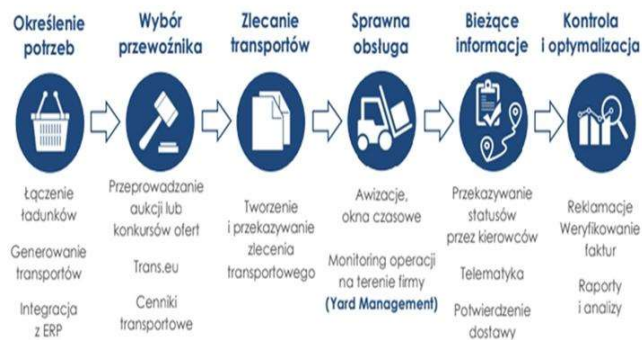 Określenie
potrzeb
Wybór
przewoźnika
Zlecanie
transportów
Sprawna
obsługa
Bieżące
informacje
Kontrola
i optymalizacja
Łączenie
ładunków
Generowanie
transportów
Integracja
z ERP
Przeprowadzanie
aukcji lub
konkursów ofert
Trans.eu
Cenniki
transportowe
Tworzenie
i przekazywanie
zlecenia
transportowego
Awizacje,
okna czasowe
Monitoring operacji
na terenie firmy
(Yard Management)
Przekazywanie
statusów
przez kierowców
Telematyka
Potwierdzenie
dostawy
Reklamacje
Weryfikowanie
faktur
Raporty
i analizy